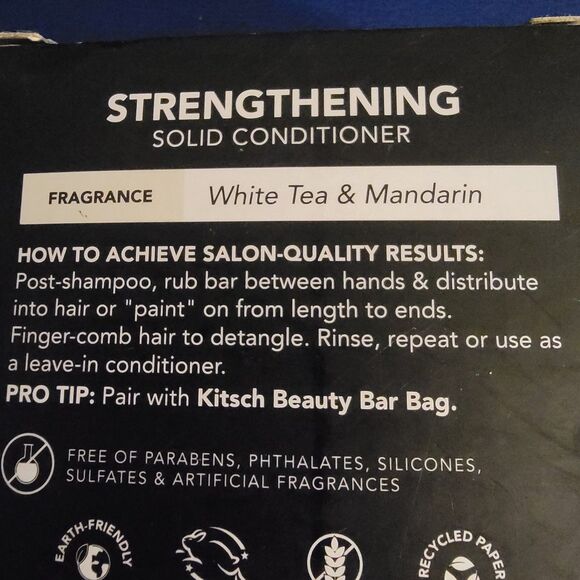 STRENGTHENING
SOLID CONDITIONER
FRAGRANCE White Tea & Mandarin
HOW TO ACHIEVE SALON-QUALITY RESULTS:
Post-shampoo, rub bar between hands & distribute
into hair or "paint" on from length to ends.
Finger-comb hair to detangle. Rinse, repeat or use as
a leave-in conditioner.
PRO TIP: Pair with Kitsch Beauty Bar Bag.
FREE OF PARABENS, PHTHALATES, SILICONES,
SULFATES & ARTIFICIAL FRAGRANCES
EARTH-FRIENDLY
RECYCLED PAPER